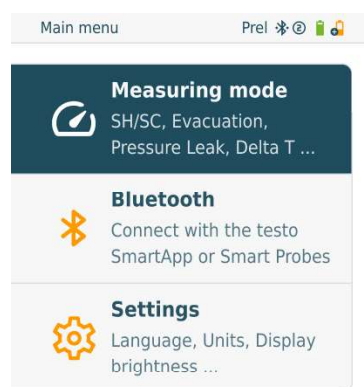 Main menu Prel ②
Measuring mode
SH/SC, Evacuation,
Pressure Leak, Delta T ...
Bluetooth
Connect with the testo
SmartApp or Smart Probes
Settings
Language, Units, Display
brightness ...